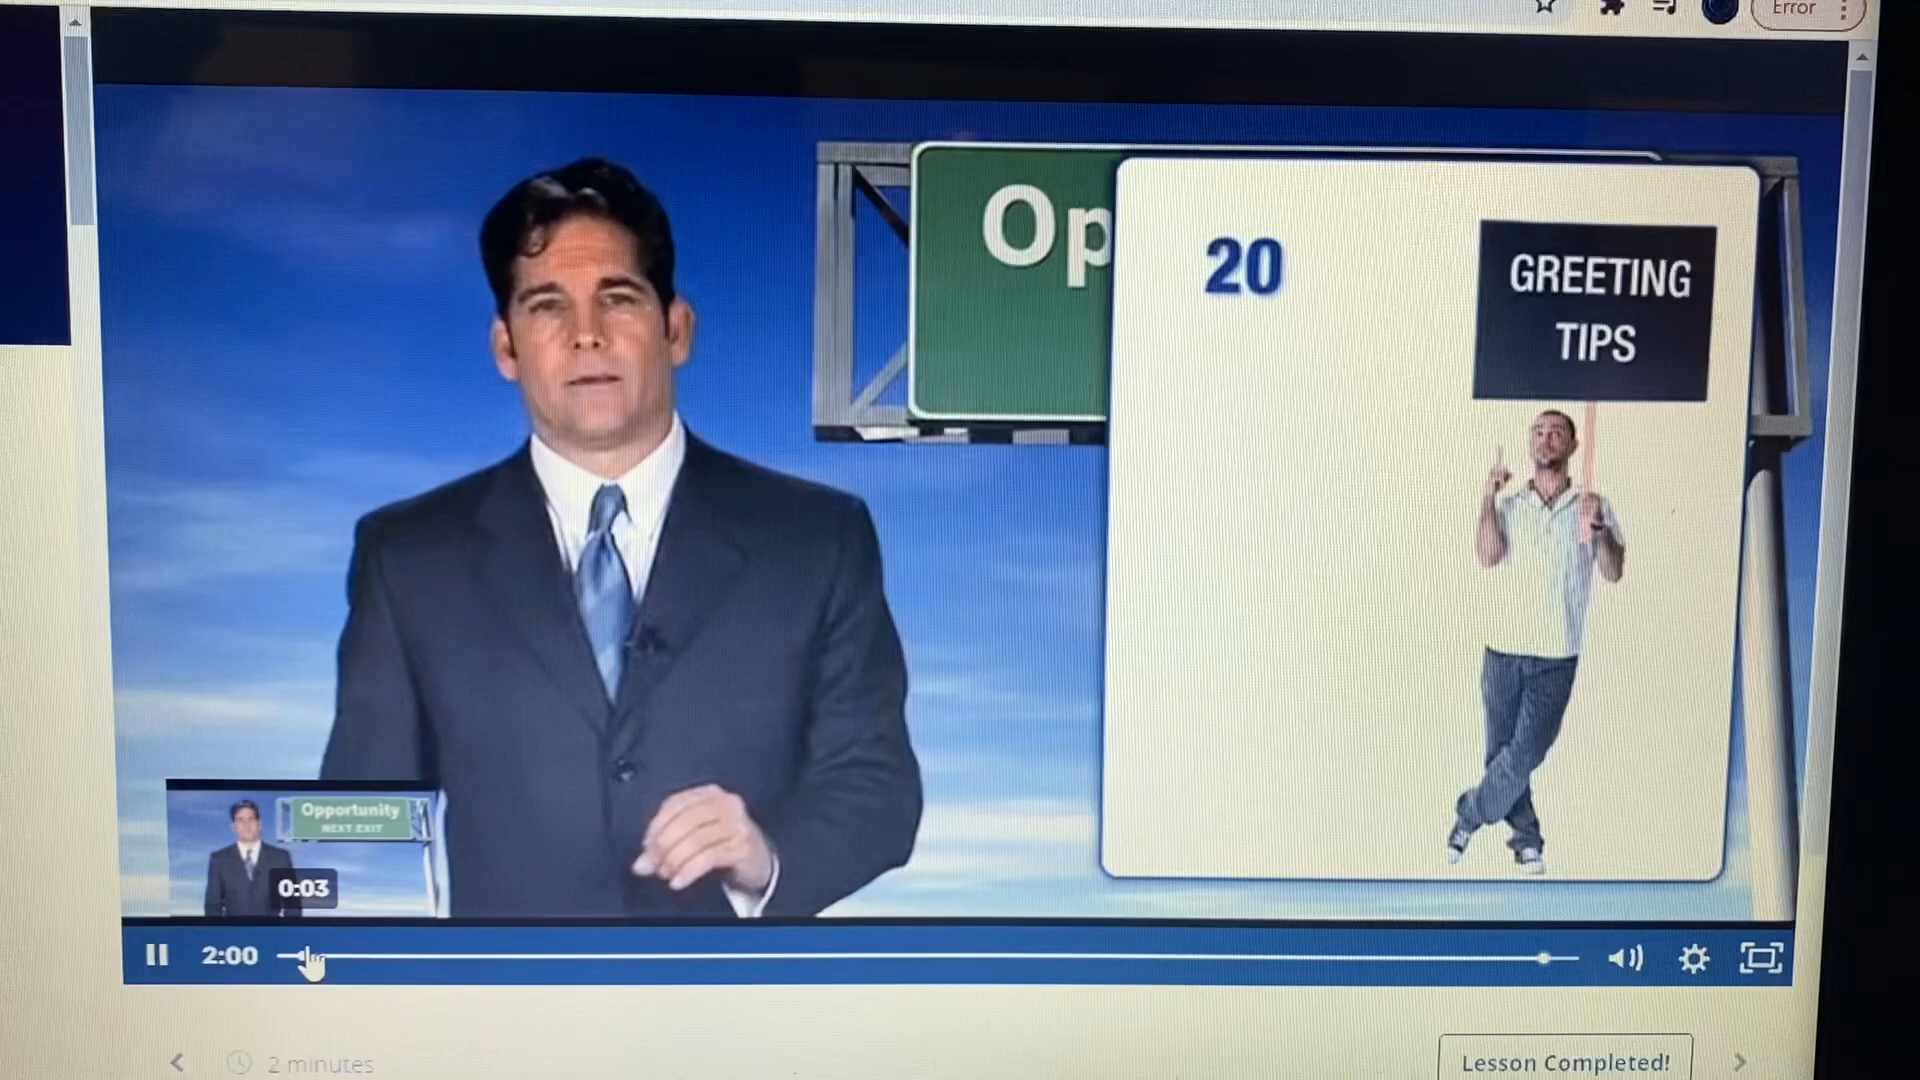 Error
Op
20
GREETING
TIPS
Opportunity
NEXT EXIT
0:03
2:00
2 minutes
Lesson Completed!